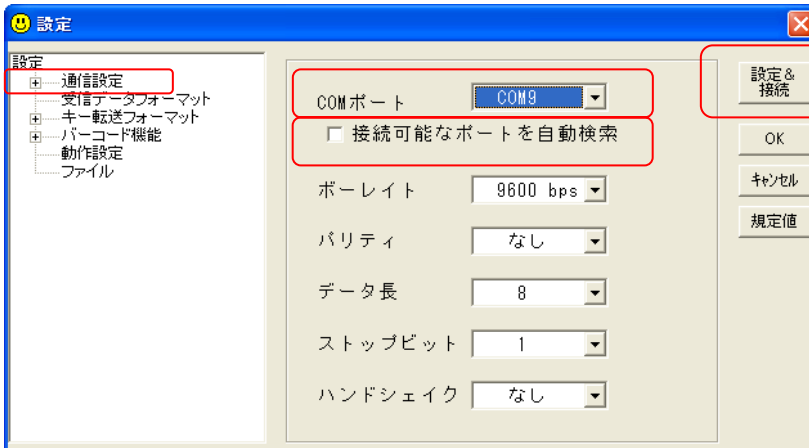 設定
設定
通信設定
受信データフォーマット
キー転送フォーマット
バーコード機能
動作設定
ファイル
COMポート COM9
接続可能なポートを自動検索
ボーレイト 9600 bps
パリティ なし
データ長 8
ストップビット 1
ハンドシェイク なし
設定&
接続
OK
キャンセル
規定値